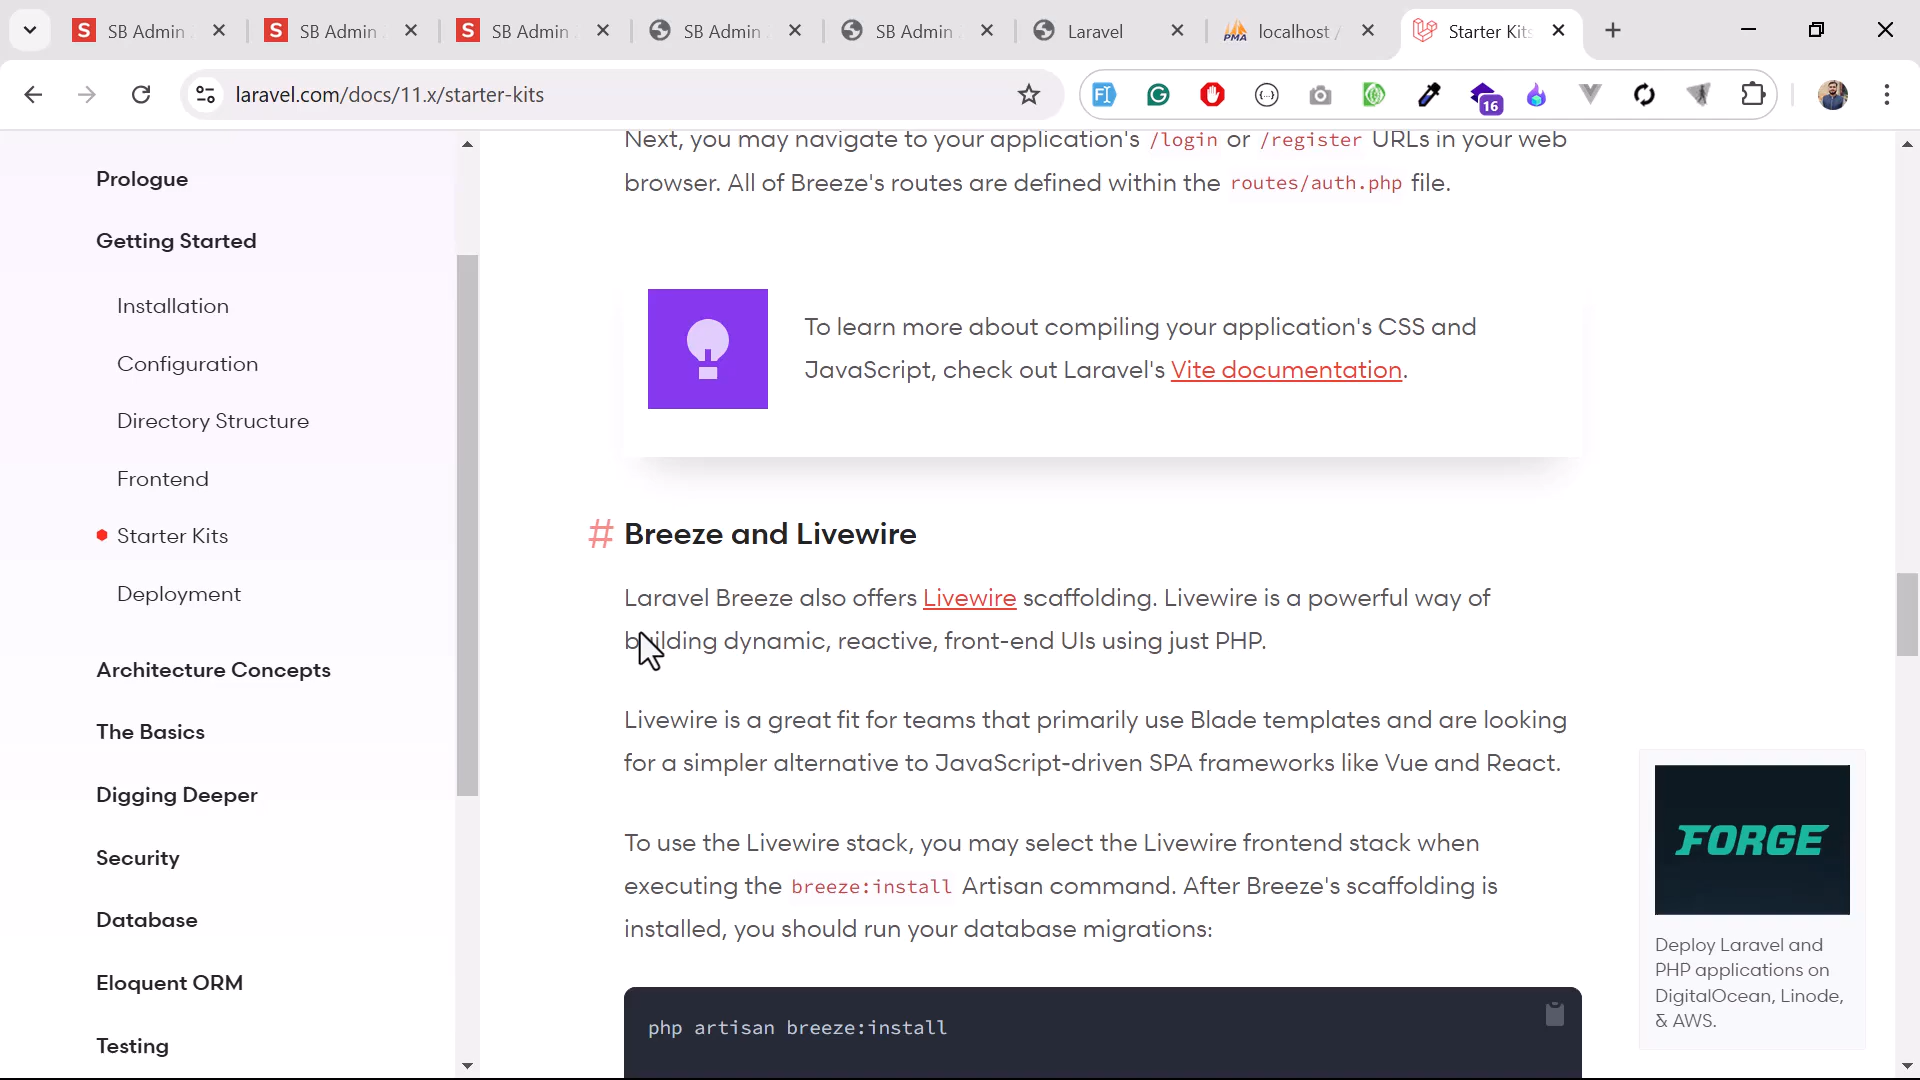 SB Admin
SB Admin
SB Admin
SB Admin
SB Admin
Laravel
PMA
localhost /
Starter Kits
laravel.com/docs/11.x/starter-kits
16
Prologue
Getting Started
Installation
Configuration
Directory Structure
Frontend
Starter Kits
Deployment
Architecture Concepts
The Basics
Digging Deeper
Security
Database
Eloquent ORM
Testing
Next, you may navigate to your application's /login or /register URLs in your web
browser. All of Breeze's routes are defined within the routes/auth.php file.
To learn more about compiling your application's CSS and
JavaScript, check out Laravel's Vite documentation.
# Breeze and Livewire
Laravel Breeze also offers Livewire scaffolding. Livewire is a powerful way of
building dynamic, reactive, front-end UIs using just PHP.
Livewire is a great fit for teams that primarily use Blade templates and are looking
for a simpler alternative to JavaScript-driven SPA frameworks like Vue and React.
To use the Livewire stack, you may select the Livewire frontend stack when
executing the breeze:install Artisan command. After Breeze's scaffolding is
installed, you should run your database migrations:
php artisan breeze:install
FORGE
Deploy Laravel and
PHP applications on
DigitalOcean, Linode,
& AWS.